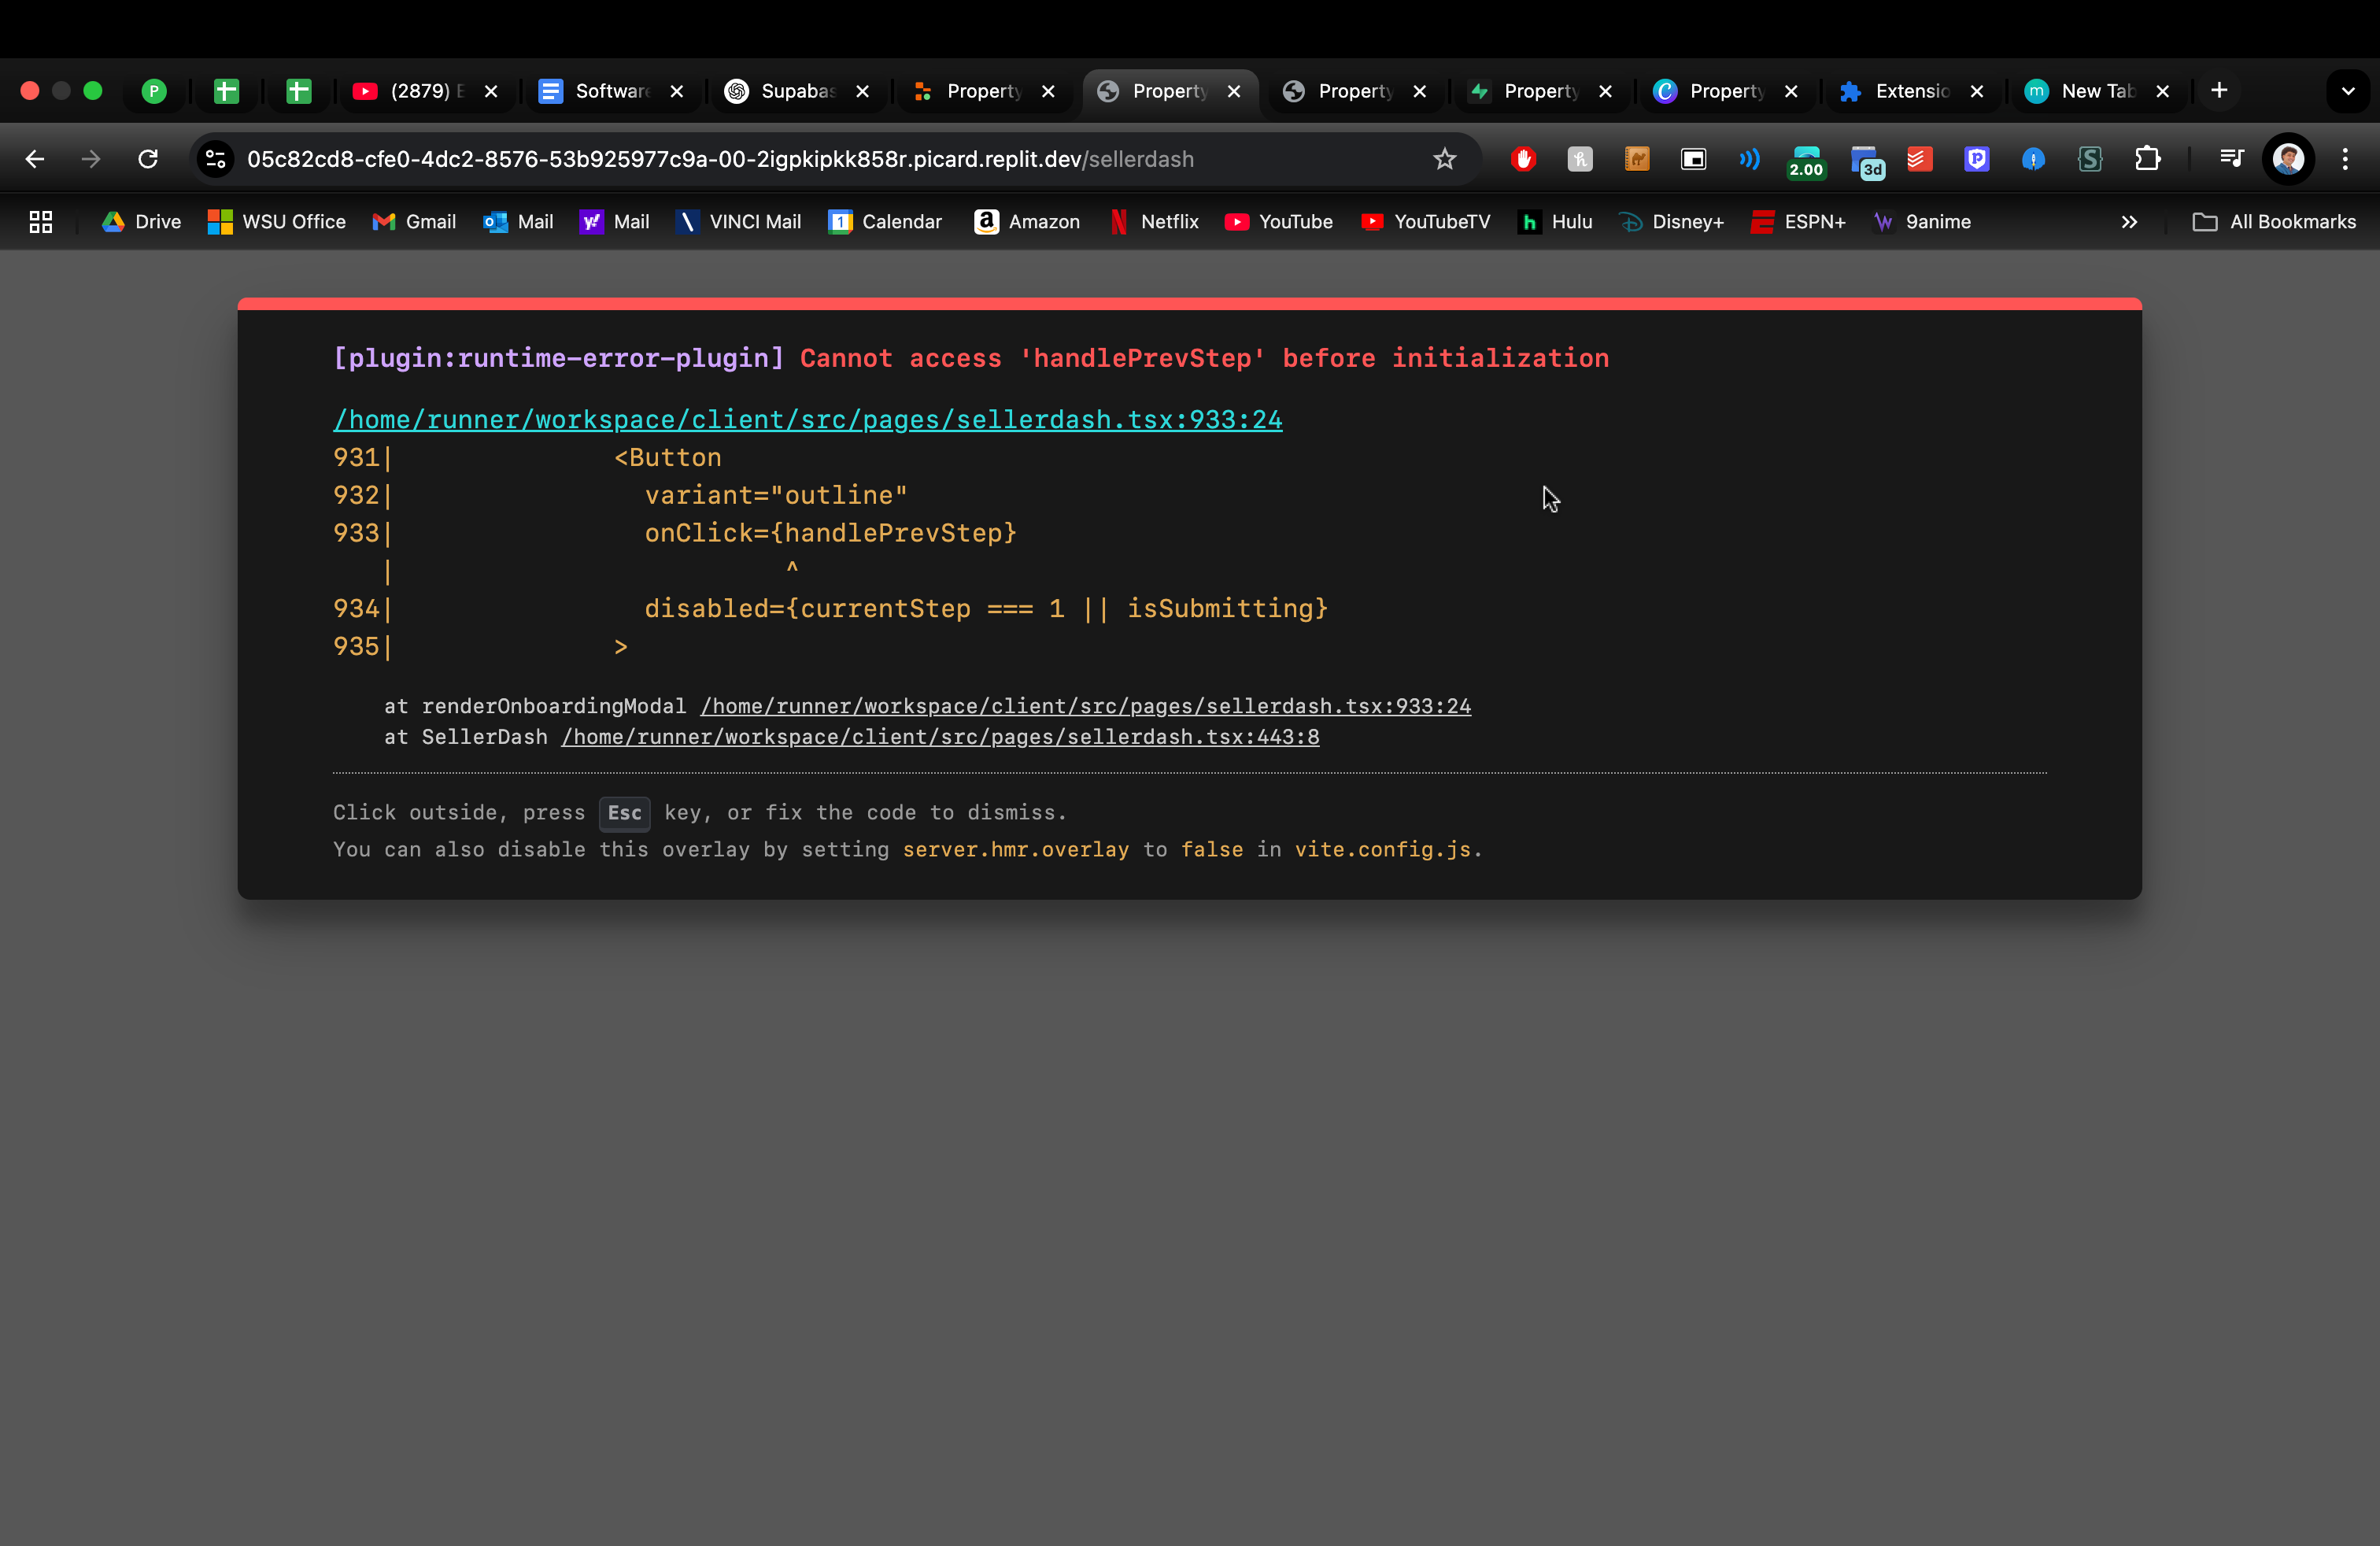 P
(2879) E
Software
Supabas
Property
Property
Property
Property
Property
Extensio
New Tab
05c82cd8-cfe0-4dc2-8576-53b925977c9a-00-2igpkipkk858r.picard.replit.dev/sellerdash
2.00
3d
Drive
WSU Office
Gmail
Mail
Mail
VINCI Mail
Calendar
Amazon
Netflix
YouTube
YouTubeTV
Hulu
Disney+
ESPN+
9anime
All Bookmarks
[plugin:runtime-error-plugin] Cannot access 'handlePrevStep' before initialization
/home/runner/workspace/client/src/pages/sellerdash.tsx:933:24
931|               <Button
932|                 variant="outline"
933|                 onClick={handlePrevStep}
   |                          ^
934|                 disabled={currentStep === 1 || isSubmitting}
935|               >
at renderOnboardingModal /home/runner/workspace/client/src/pages/sellerdash.tsx:933:24
at SellerDash /home/runner/workspace/client/src/pages/sellerdash.tsx:443:8
Click outside, press Esc key, or fix the code to dismiss.
You can also disable this overlay by setting server.hmr.overlay to false in vite.config.js.